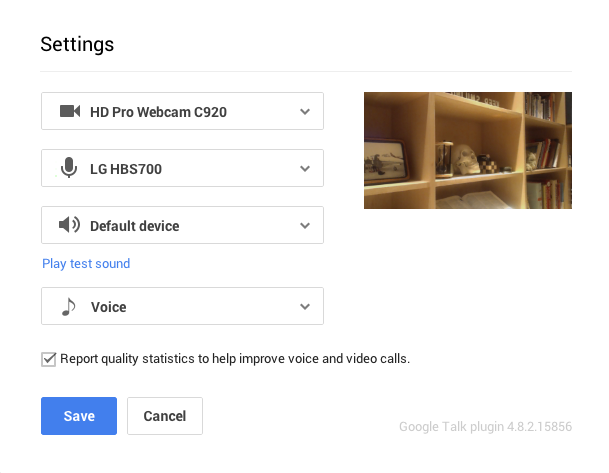 Settings
HD Pro Webcam C920
LG HBS700
Default device
Play test sound
Voice
Report quality statistics to help improve voice and video calls.
Save
Cancel
Google Talk plugin 4.8.2.15856